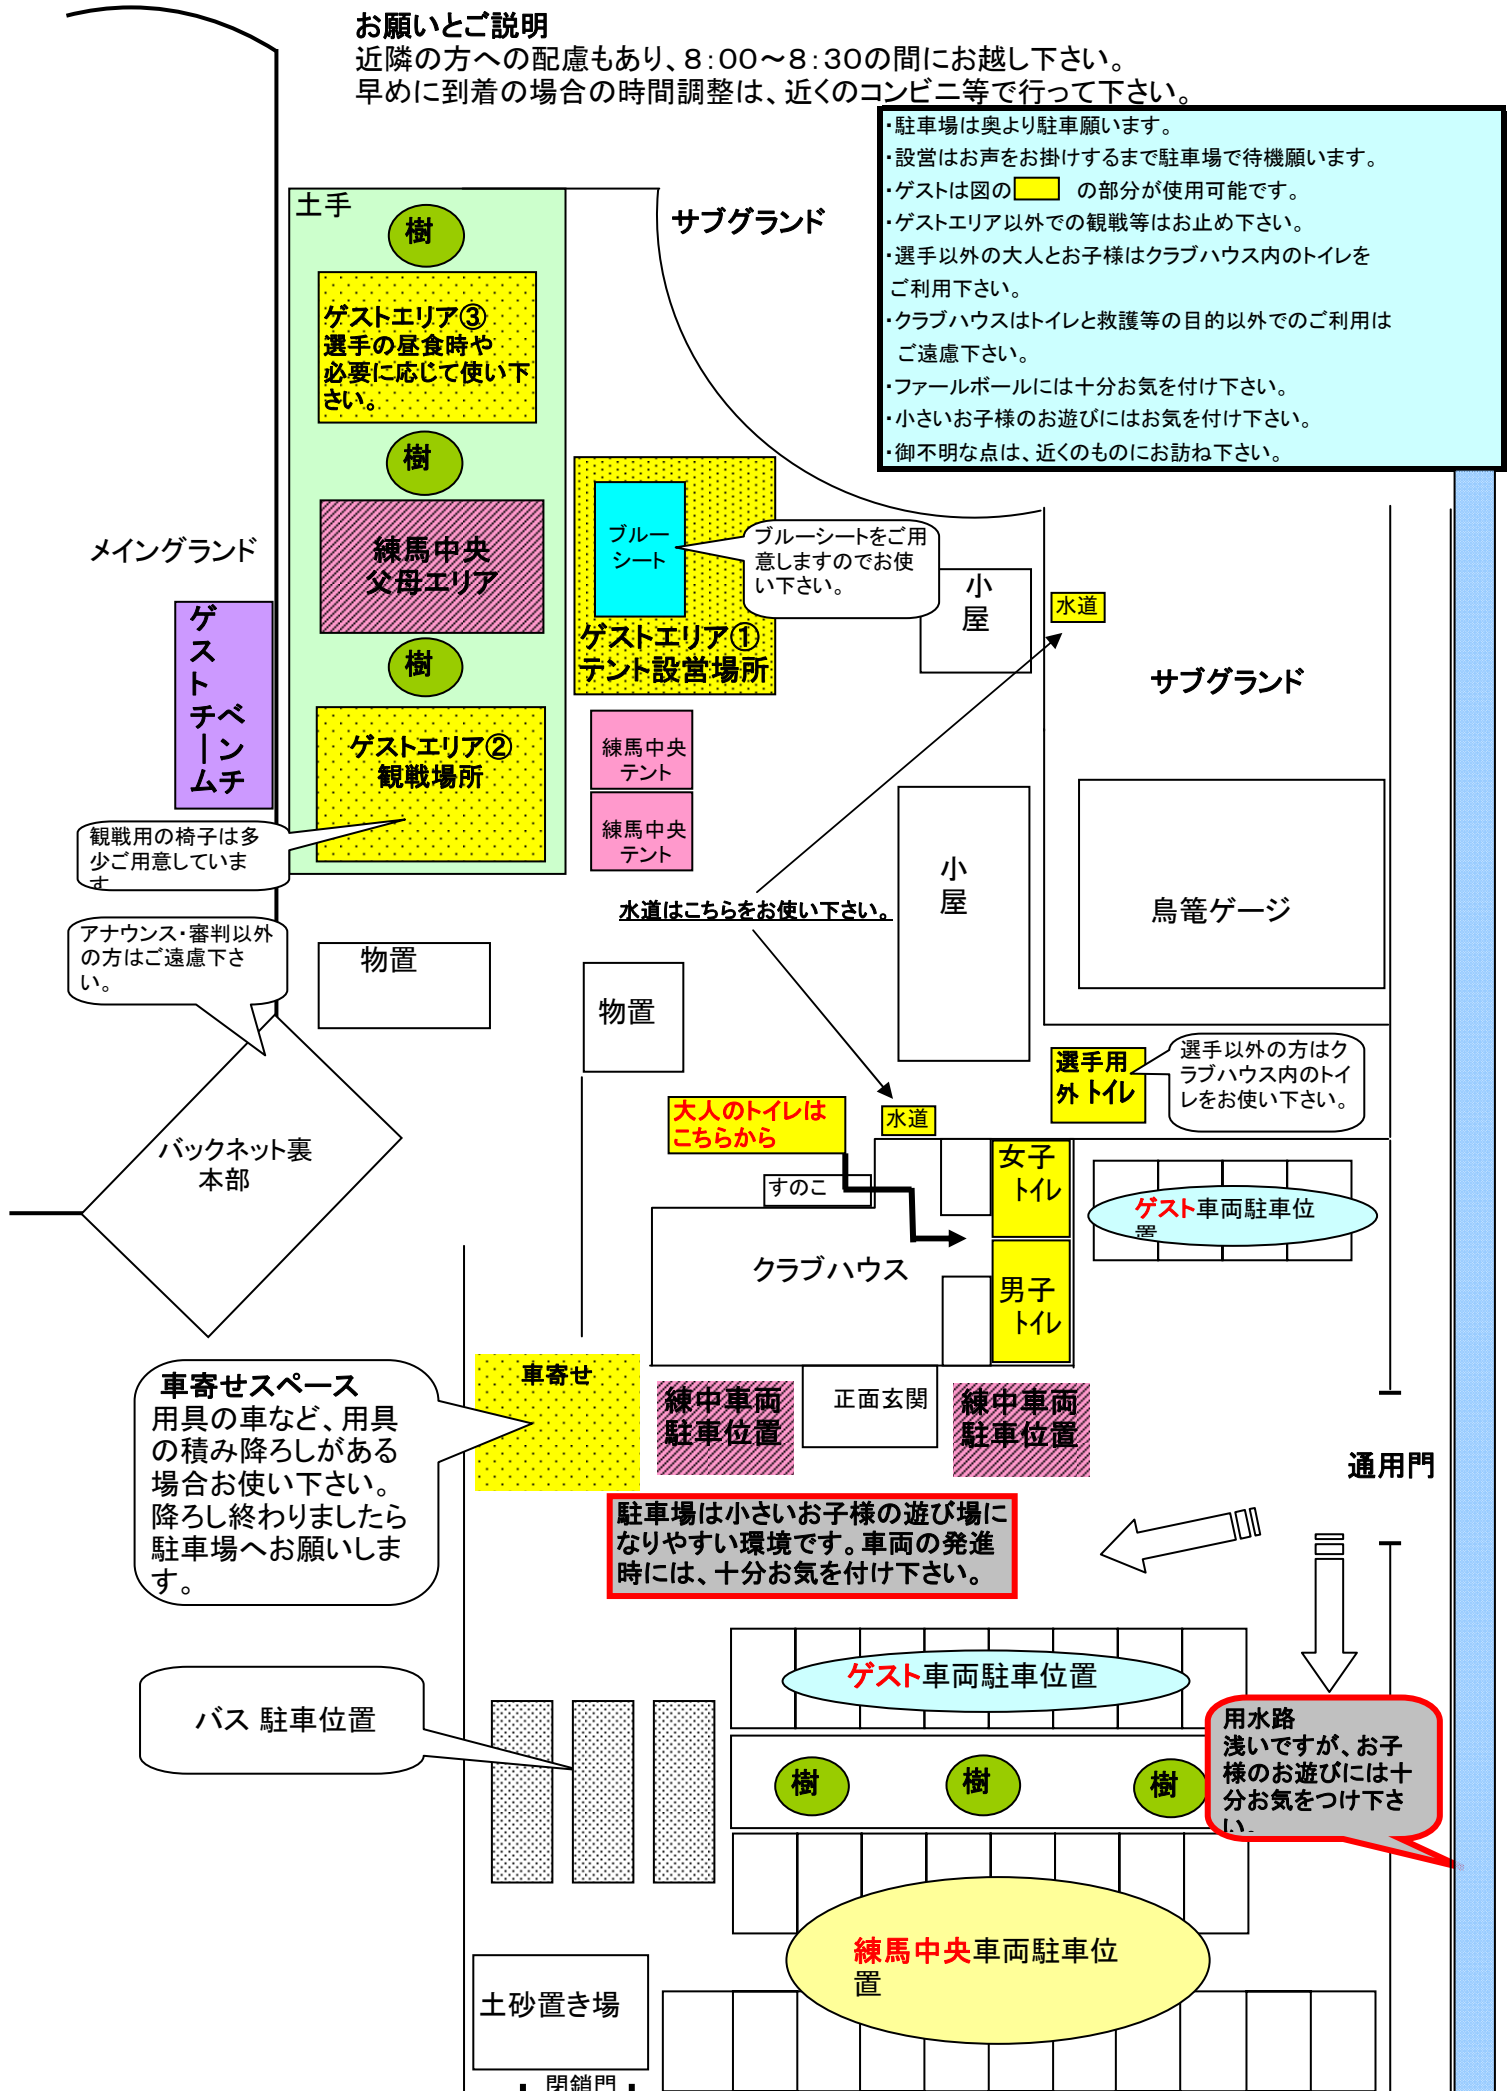 お願いとご説明
近隣の方への配慮もあり、8:00～8:30の間にお越し下さい。
早めに到着の場合の時間調整は、近くのコンビニ等で行って下さい。
・駐車場は奥より駐車願います。
・設営はお声をお掛けするまで駐車場で待機願います。
・ゲストは図の の部分が使用可能です。
・ゲストエリア以外での観戦等はお止め下さい。
・選手以外の大人とお子様はクラブハウス内のトイレを
ご利用下さい。
・クラブハウスはトイレと救護等の目的以外でのご利用は
ご遠慮下さい。
・ファールボールには十分お気を付け下さい。
・小さいお子様のお遊びにはお気を付け下さい。
・御不明な点は、近くのものにお訪ね下さい。
土手
樹
サブグランド
ゲストエリア③
選手の昼食時や
必要に応じて使い下
さい。
樹
メイングランド
練馬中央
父母エリア
ブルー
シート
ブルーシートをご用
意しますのでお使
い下さい。
小
屋
水道
ゲストエリア①
テント設営場所
樹
サブグランド
ゲストチーム
ベンチ
ゲストエリア②
観戦場所
練馬中央
テント
練馬中央
テント
観戦用の椅子は多
少ご用意していま
す
水道はこちらをお使い下さい。
小
屋
鳥篭ゲージ
アナウンス・審判以外
の方はご遠慮下さ
い。
物置
物置
選手用
外トイレ
選手以外の方はク
ラブハウス内のトイ
レをお使い下さい。
大人のトイレは
こちらから
水道
バックネット裏
本部
すのこ
女子
トイレ
ゲスト車両駐車位
置
クラブハウス
男子
トイレ
車寄せスペース
用具の車など、用具
の積み降ろしがある
場合お使い下さい。
降ろし終わりましたら
駐車場へお願いしま
す。
車寄せ
練中車両
駐車位置
正面玄関
練中車両
駐車位置
通用門
駐車場は小さいお子様の遊び場に
なりやすい環境です。車両の発進
時には、十分お気を付け下さい。
ゲスト車両駐車位置
バス 駐車位置
用水路
浅いですが、お子
様のお遊びには十
分お気をつけ下さ
い。
樹
樹
樹
練馬中央車両駐車位
置
土砂置き場
閉鎖門